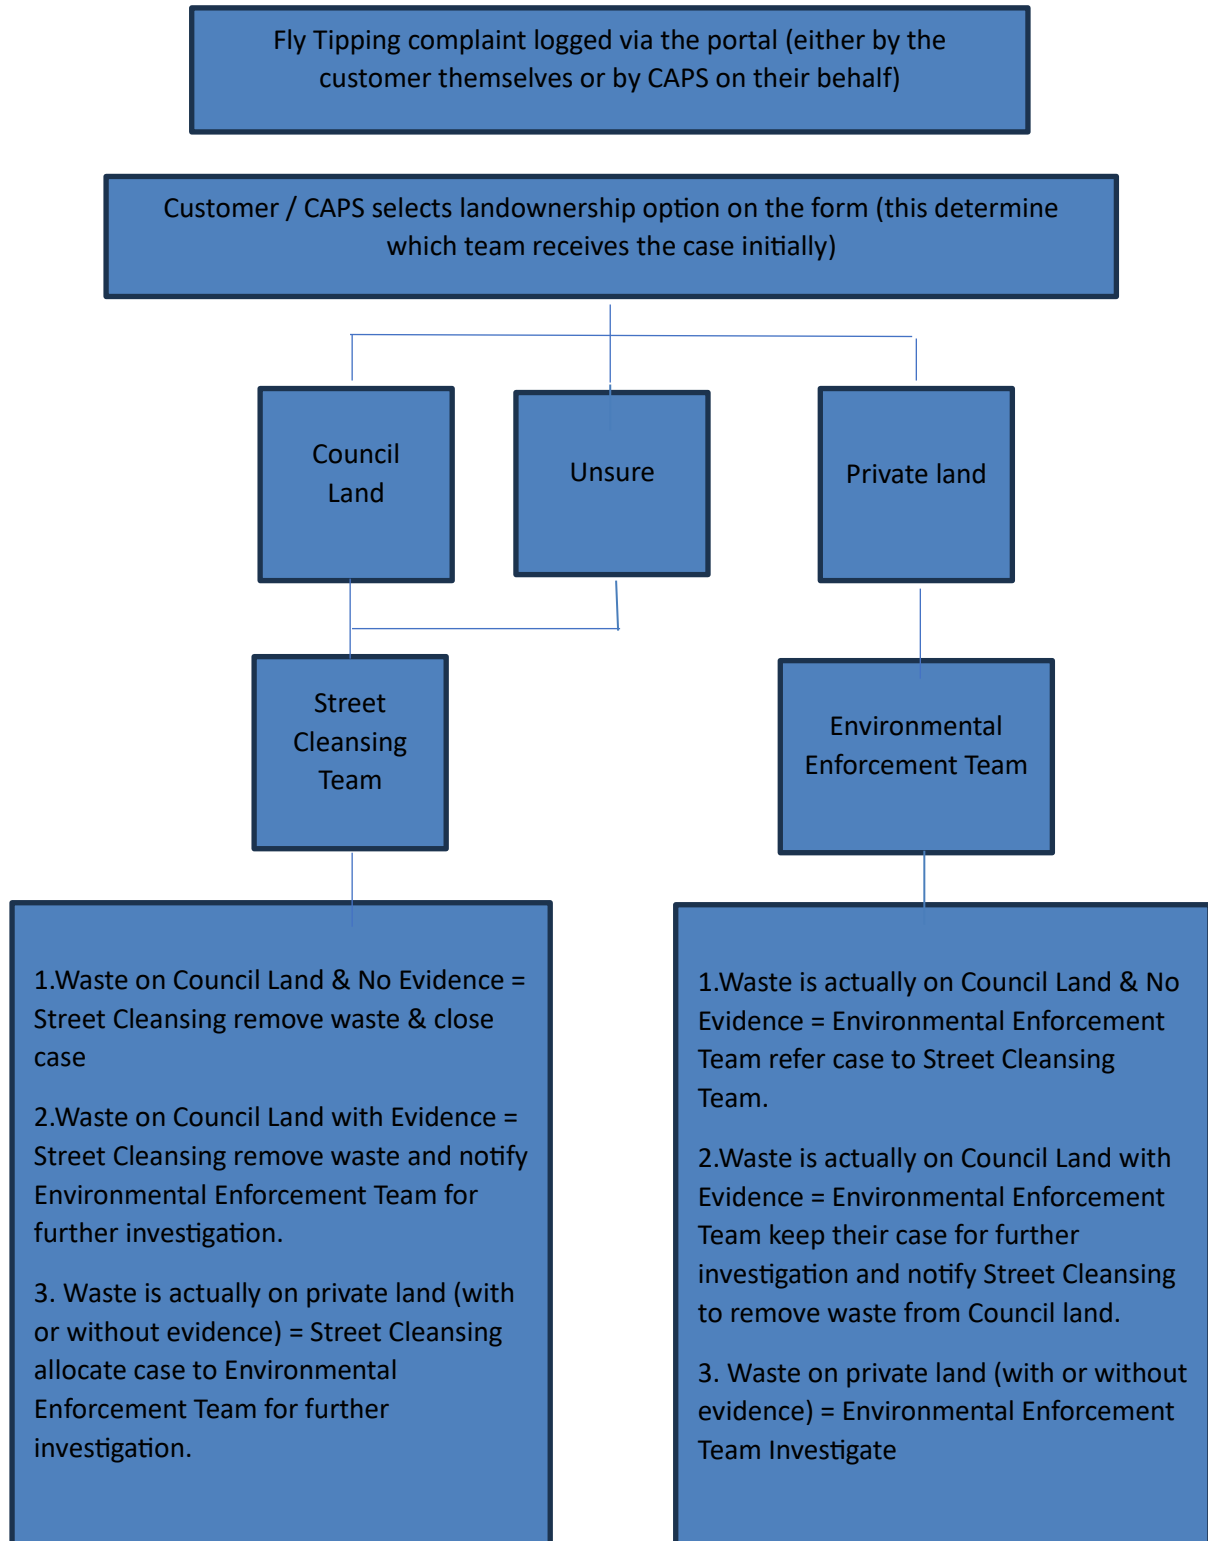 Fly Tipping complaint logged via the portal (either by the
customer themselves or by CAPS on their behalf)
Customer / CAPS selects landownership option on the form (this determine
which team receives the case initially)
Council
Land
Unsure
Private land
Street
Cleansing
Team
Environmental
Enforcement Team
1.Waste on Council Land & No Evidence =
Street Cleansing remove waste & close
case
2.Waste on Council Land with Evidence =
Street Cleansing remove waste and notify
Environmental Enforcement Team for
further investigation.
3. Waste is actually on private land (with
or without evidence) = Street Cleansing
allocate case to Environmental
Enforcement Team for further
investigation.
1.Waste is actually on Council Land & No
Evidence = Environmental Enforcement
Team refer case to Street Cleansing
Team.
2.Waste is actually on Council Land with
Evidence = Environmental Enforcement
Team keep their case for further
investigation and notify Street Cleansing
to remove waste from Council land.
3. Waste on private land (with or without
evidence) = Environmental Enforcement
Team Investigate